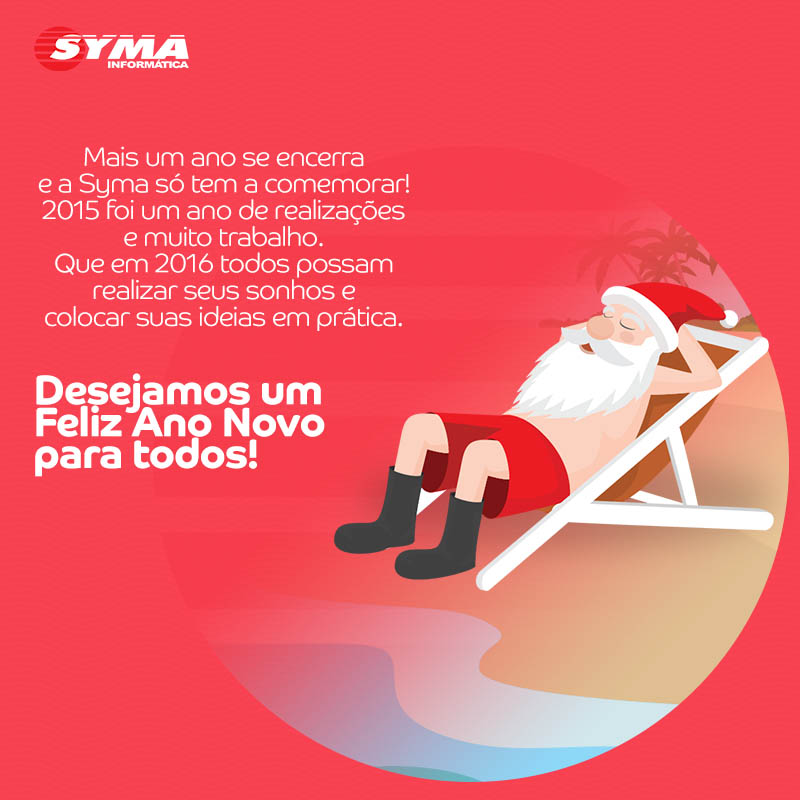 SYMA
INFORMÁTICA
Mais um ano se encerra
e a Syma só tem a comemorar!
2015 foi um ano de realizações
e muito trabalho.
Que em 2016 todos possam
realizar seus sonhos e
colocar suas ideias em prática.
Desejamos um
Feliz Ano Novo
para todos!